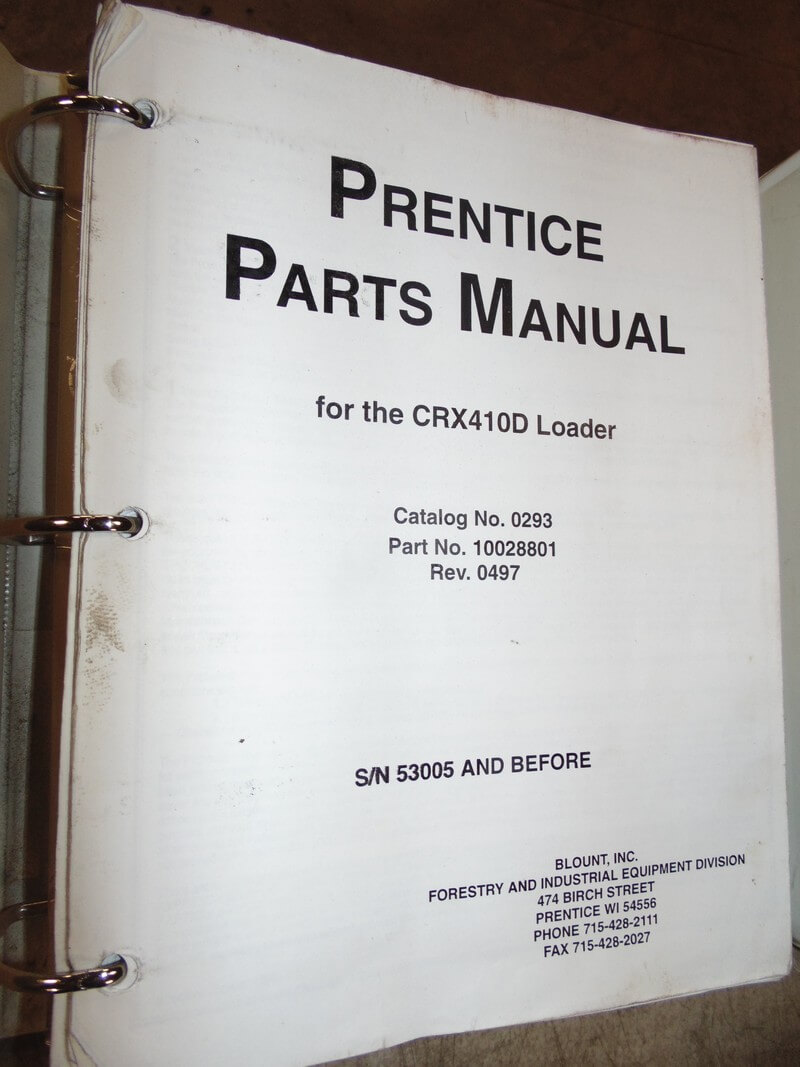 PRENTICE
PARTS MANUAL
for the CRX410D Loader
Catalog No. 0293
Part No. 10028801
Rev. 0497
S/N 53005 AND BEFORE
BLOUNT, INC.
FORESTRY AND INDUSTRIAL EQUIPMENT DIVISION
474 BIRCH STREET
PRENTICE WI 54556
PHONE 715-428-2111
FAX 715-428-2027